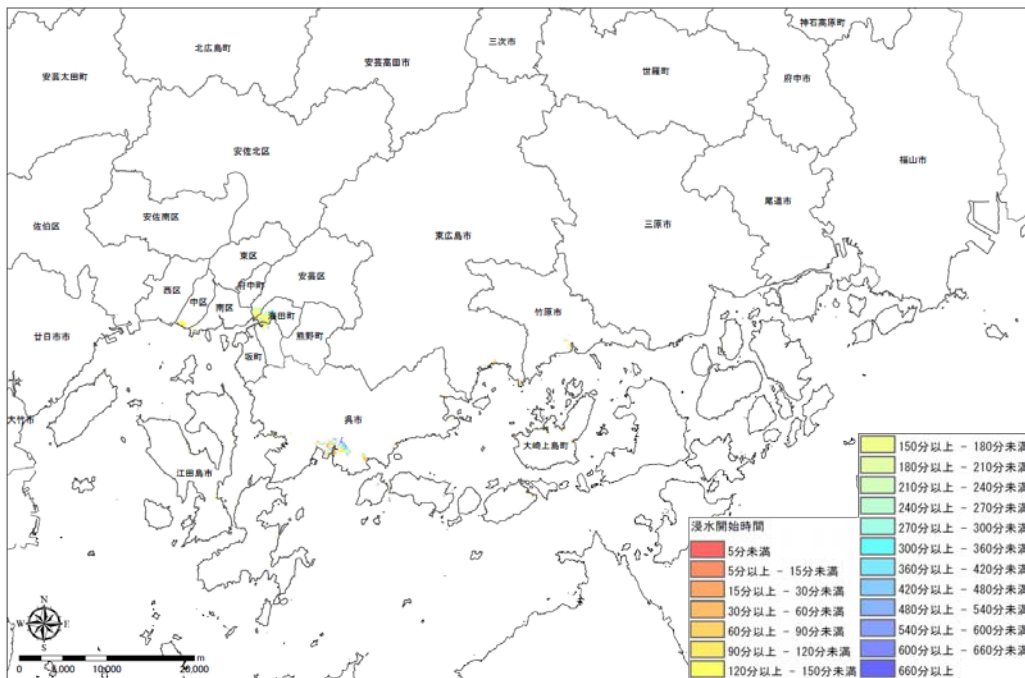 神石高原町
三次市
北広島町
安芸高田市
世羅町
府中市
安芸太田町
安佐北区
福山市
尾道市
佐伯区
安佐南区
三原市
東広島市
東区
安芸区
府中町
西区
中区
南区
海田町
竹原市
廿日市市
熊野町
坂町
大竹市
呉市
大崎上島町
江田島市
浸水開始時間
5分未満
5分以上 - 15分未満
15分以上 - 30分未満
30分以上 - 60分未満
60分以上 - 90分未満
90分以上 - 120分未満
120分以上 - 150分未満
150分以上 - 180分未満
180分以上 - 210分未満
210分以上 - 240分未満
240分以上 - 270分未満
270分以上 - 300分未満
300分以上 - 360分未満
360分以上 - 420分未満
420分以上 - 480分未満
480分以上 - 540分未満
540分以上 - 600分未満
600分以上 - 660分未満
660分以上
N
W
E
S
0
10,000
20,000
m